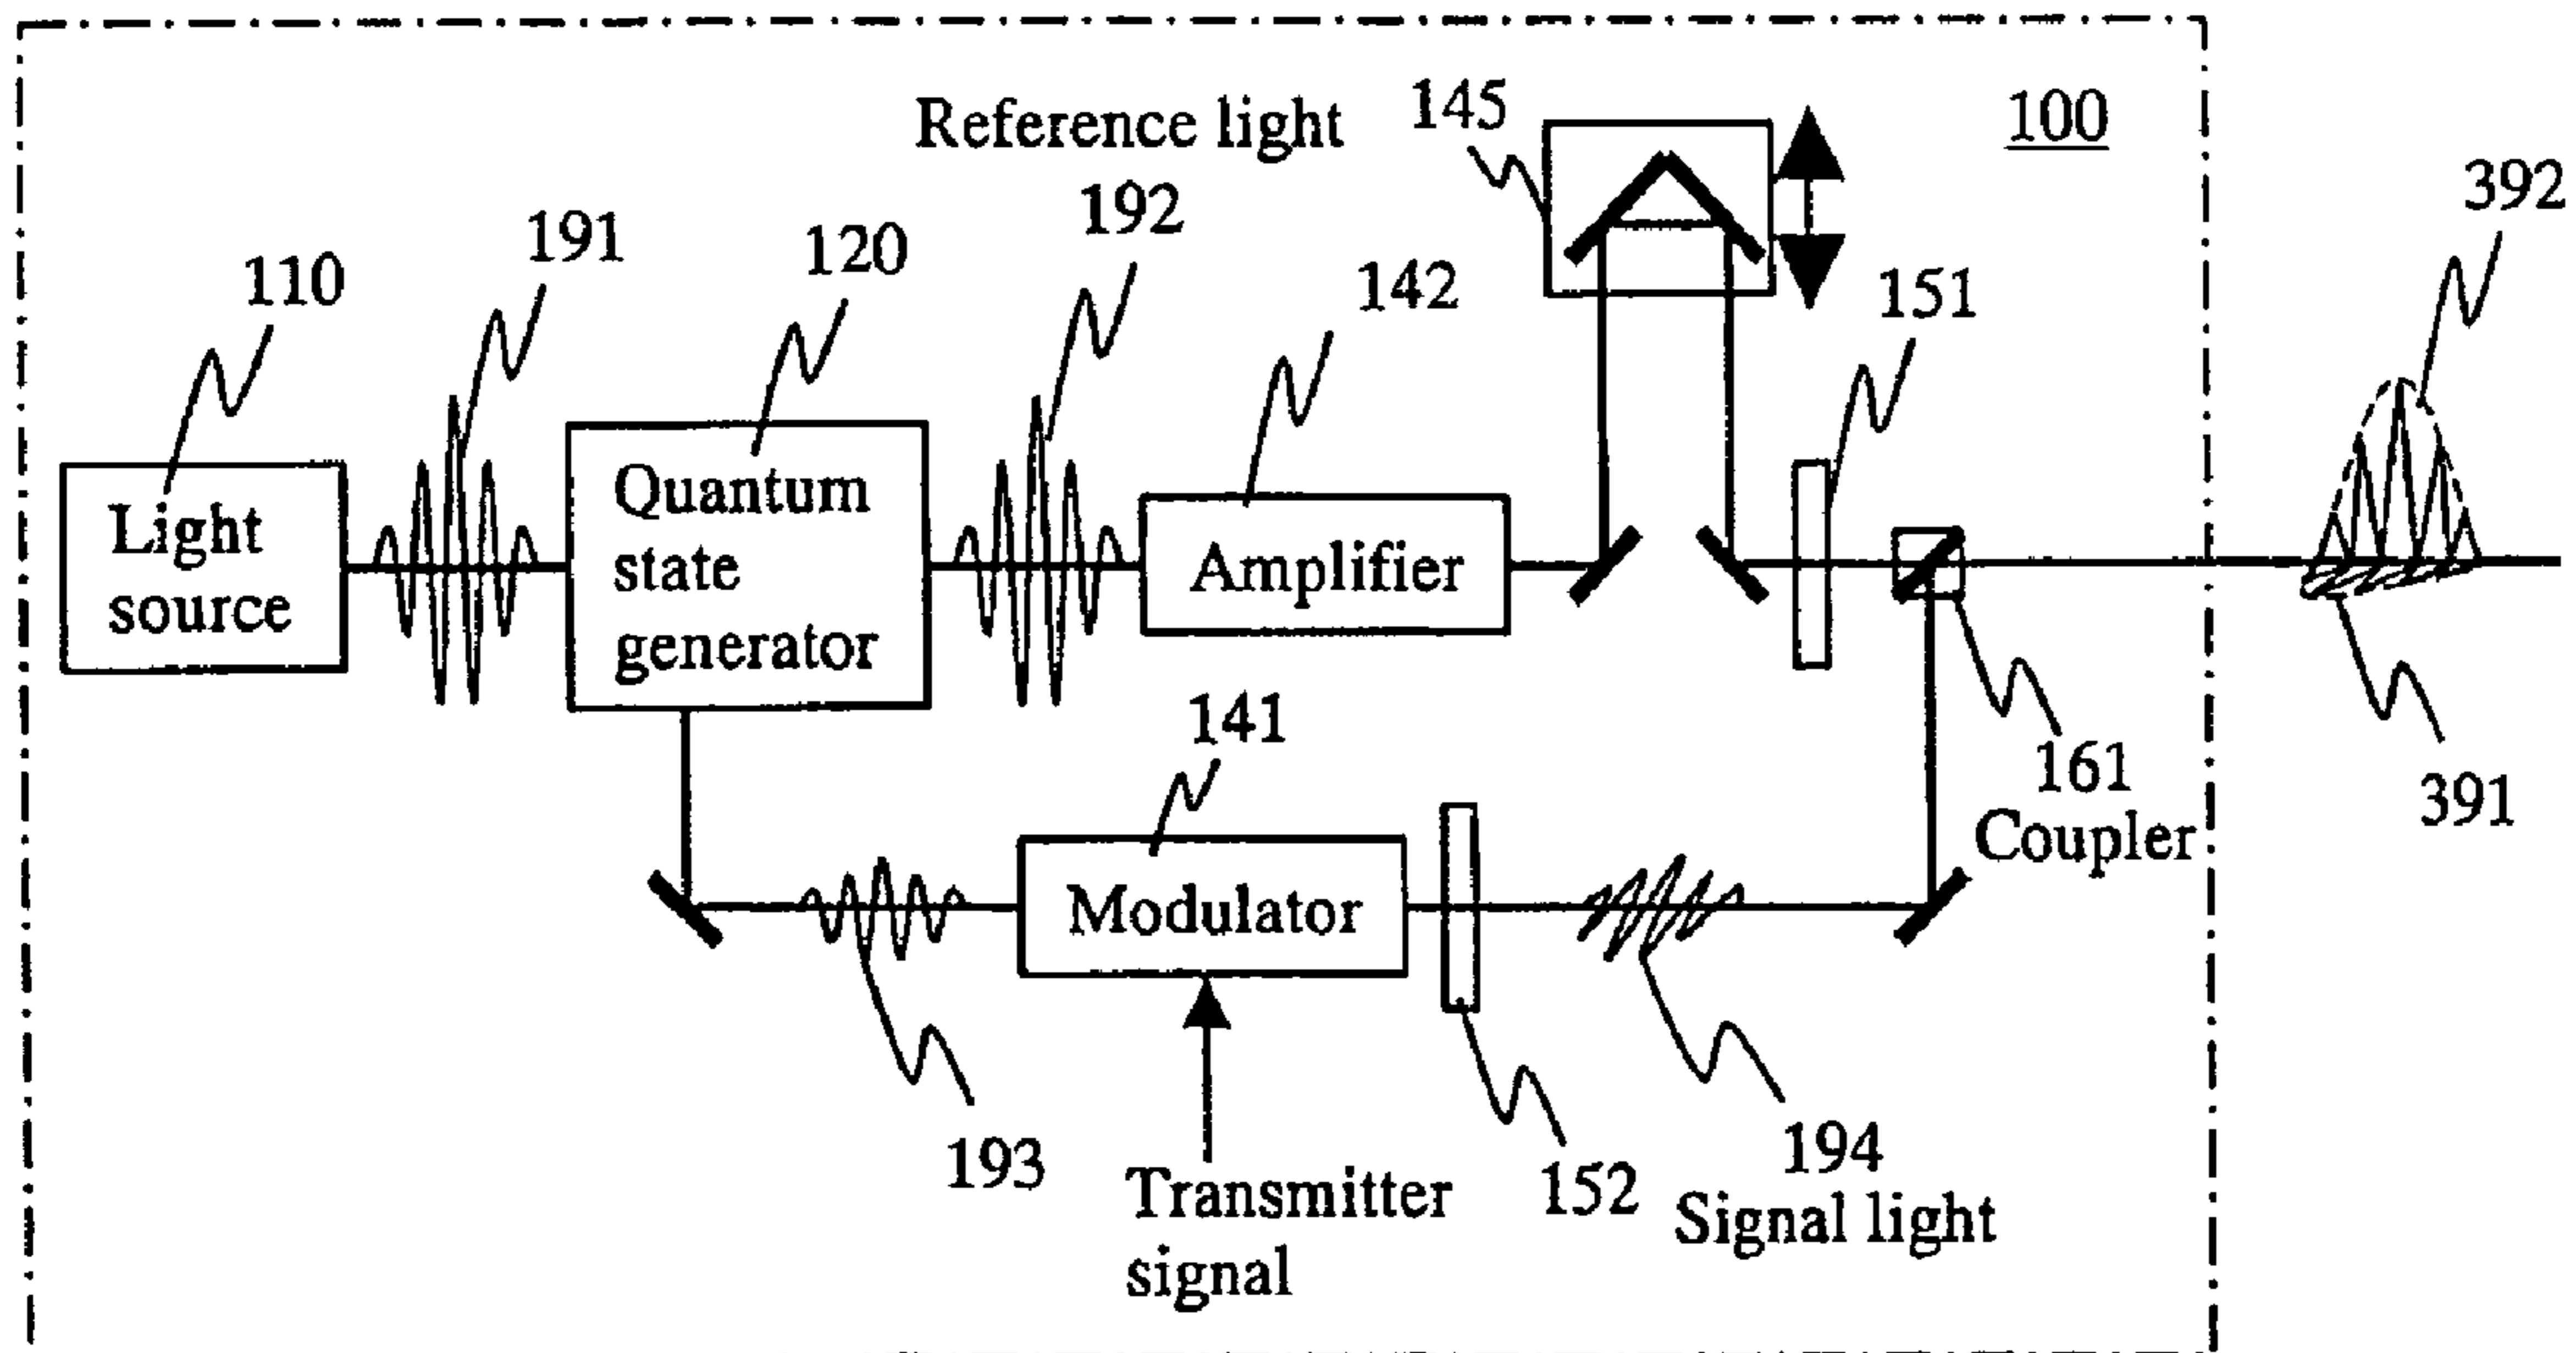 Reference light
145
100
392
191
192
120
110
142
151
Light
source
Quantum
state
generator
Amplifier
141
161
Coupler
391
Modulator
193
Transmitter
signal
152
194
Signal light